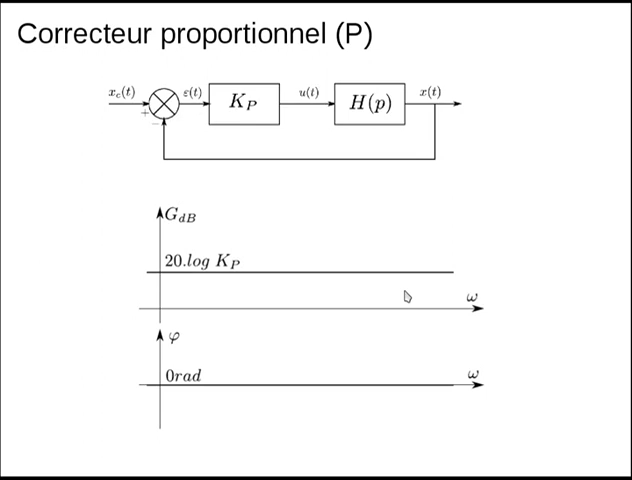 Correcteur proportionnel (P)
x_c(t) ε(t) K_P u(t) H(p) x(t)
+
−
G_dB
20.log K_P
ω
φ
0rad
ω